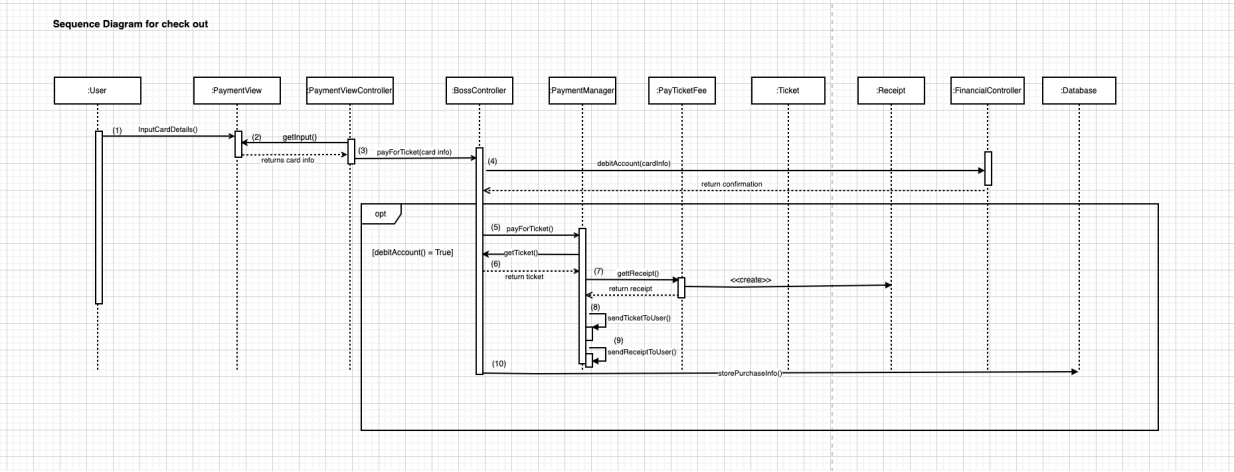 Sequence Diagram for check out
:User
:PaymentView
:PaymentViewController
:BossController
:PaymentManager
:PayTicketFee
:Ticket
:Receipt
:FinancialController
:Database
(1)
InputCardDetails()
(2)
getInput()
returns card info
(3)
payForTicket(card info)
(4)
debitAccount(cardInfo)
return confirmation
opt
[debitAccount() = True]
(5)
payForTicket()
getTicket()
(6)
return ticket
(7)
gettReceipt()
<<create>>
return receipt
(8)
sendTicketToUser()
(9)
sendReceiptToUser()
(10)
storePurchaseInfo()